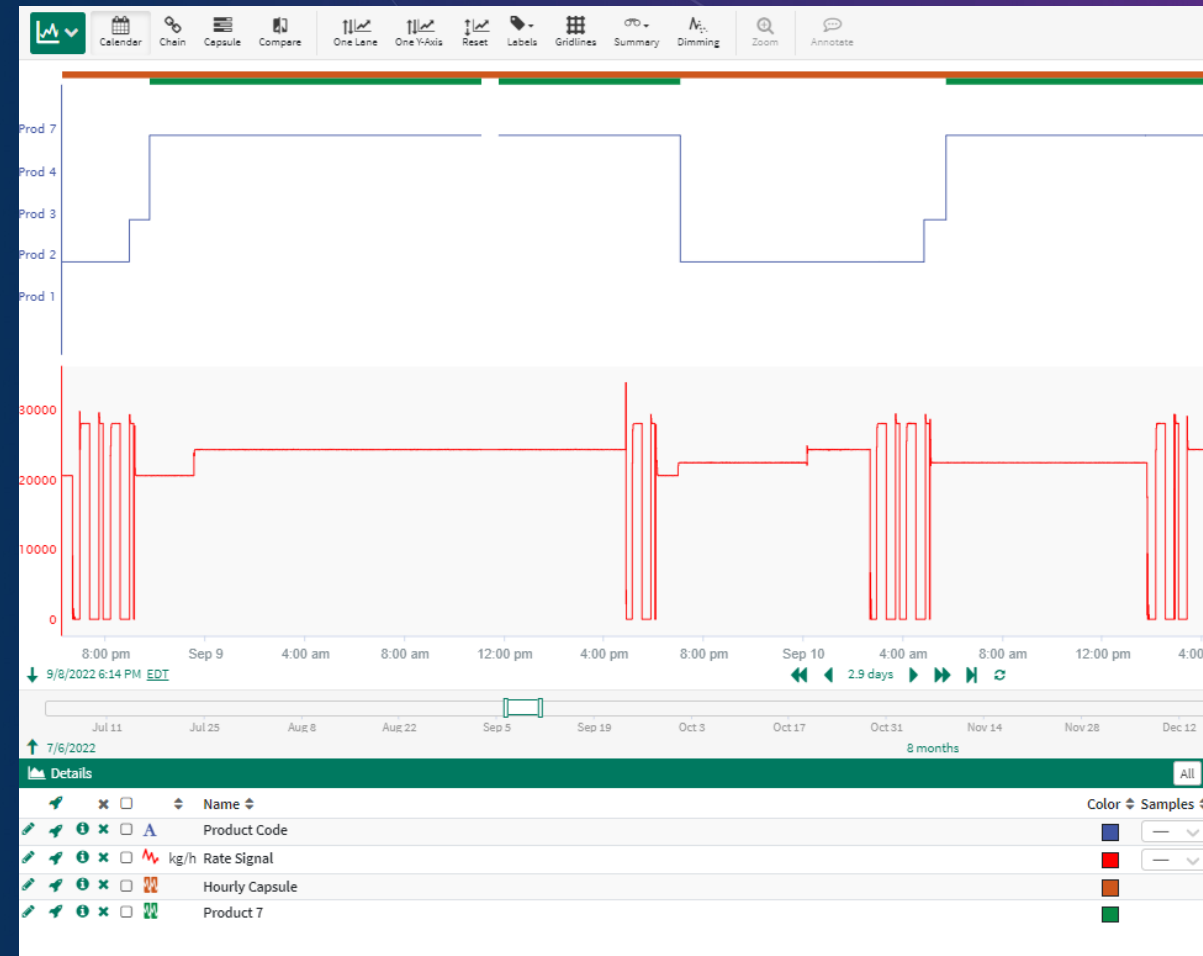 Calendar Chain Capsule Compare One Lane One Y-Axis Reset Labels Gridlines Summary Dimming Zoom Annotate
Prod 7
Prod 4
Prod 3
Prod 2
Prod 1
30000
20000
10000
0
8:00 pm Sep 9 4:00 am 8:00 am 12:00 pm 4:00 pm 8:00 pm Sep 10 4:00 am 8:00 am 12:00 pm 4:00
9/8/2022 6:14 PM EDT 2.9 days
Jul 11 Jul 25 Aug 8 Aug 22 Sep 5 Sep 19 Oct 3 Oct 17 Oct 31 Nov 14 Nov 28 Dec 12
7/6/2022 8 months
Details All
Name Color Samples
A Product Code
kg/h Rate Signal
Hourly Capsule
Product 7